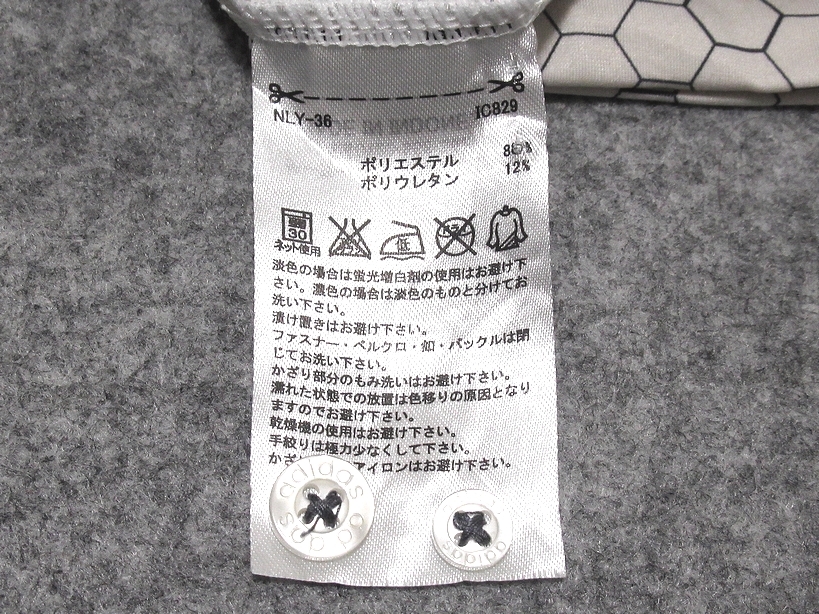 NLY-36 IC829
ポリエステル 88%
ポリウレタン 12%
30 低
ネット使用
淡色の場合は蛍光増白剤の使用はお避け下
さい。濃色の場合は淡色のものと分けてお
洗い下さい。
漬け置きはお避け下さい。
ファスナー・ベルクロ・釦・バックルは閉
じてお洗い下さい。
かざり部分のもみ洗いはお避け下さい。
濡れた状態での放置は色移りの原因となり
ますのでお避け下さい。
乾燥機の使用はお避け下さい。
手絞りは極力少なくして下さい。
かざ アイロンはお避け下さい。
adidas
adidas
adidas